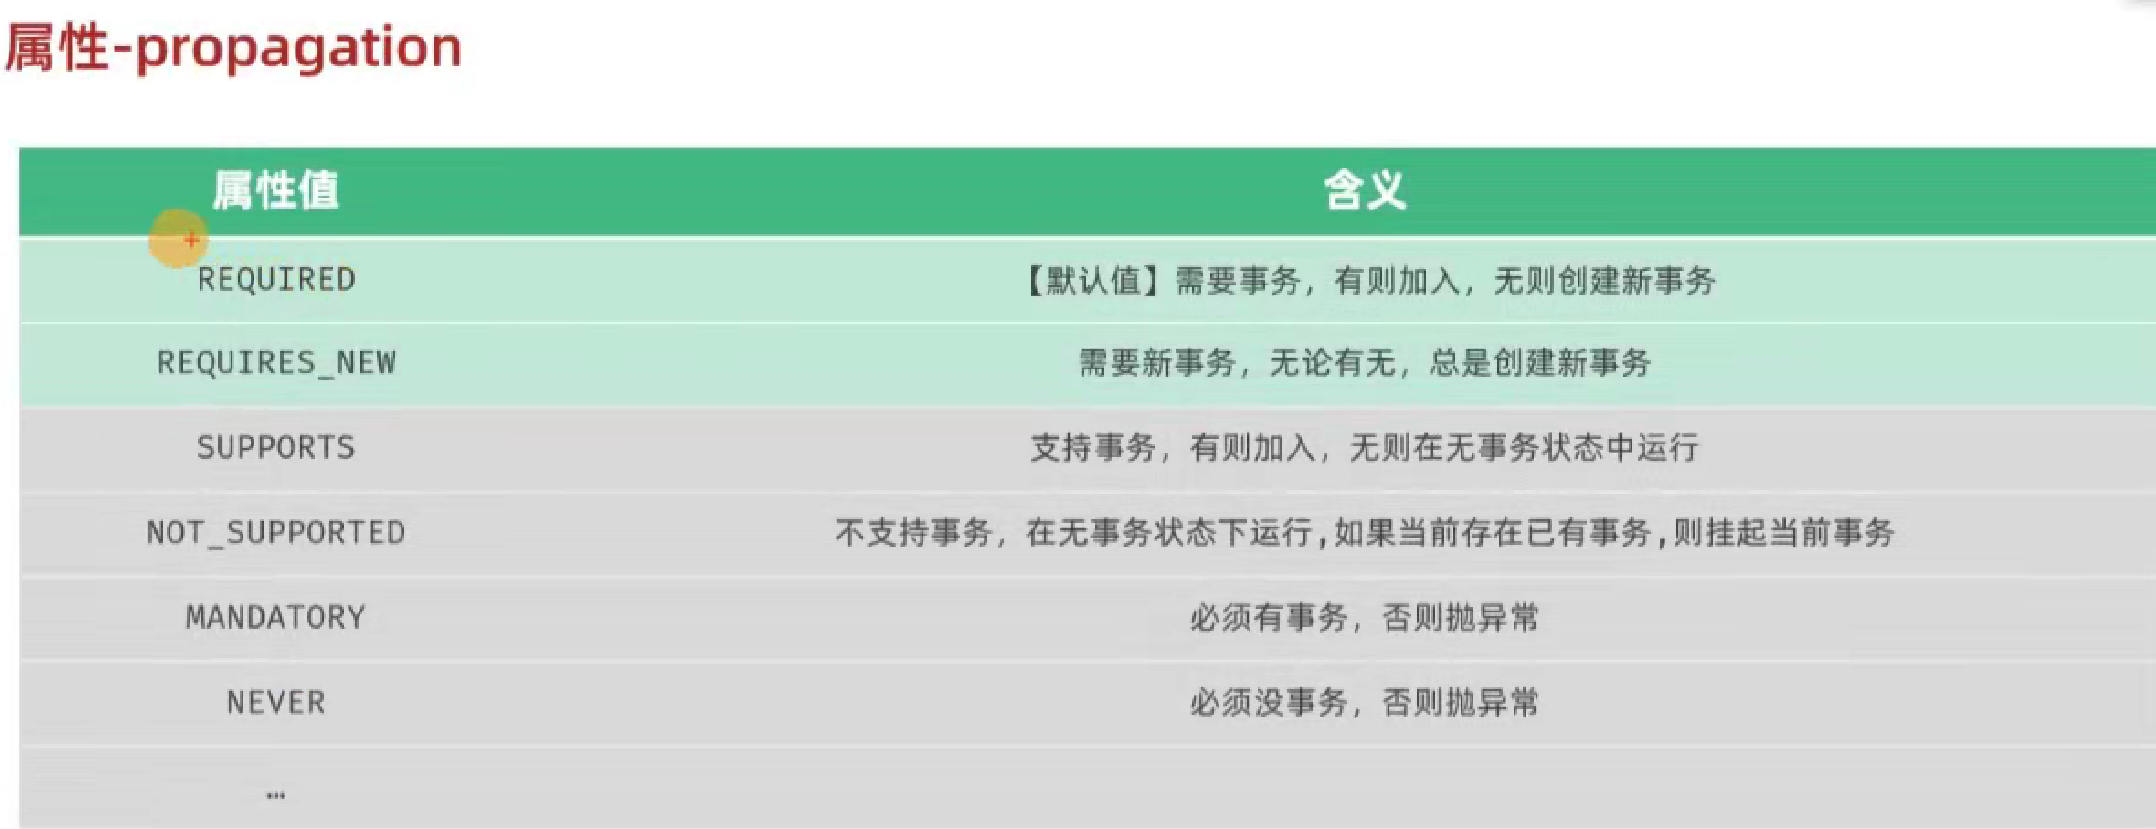 属性-propagation
属性值 含义
REQUIRED 【默认值】需要事务，有则加入，无则创建新事务
REQUIRES_NEW 需要新事务，无论有无，总是创建新事务
SUPPORTS 支持事务，有则加入，无则在无事务状态中运行
NOT_SUPPORTED 不支持事务，在无事务状态下运行,如果当前存在已有事务,则挂起当前事务
MANDATORY 必须有事务，否则抛异常
NEVER 必须没事务，否则抛异常
…